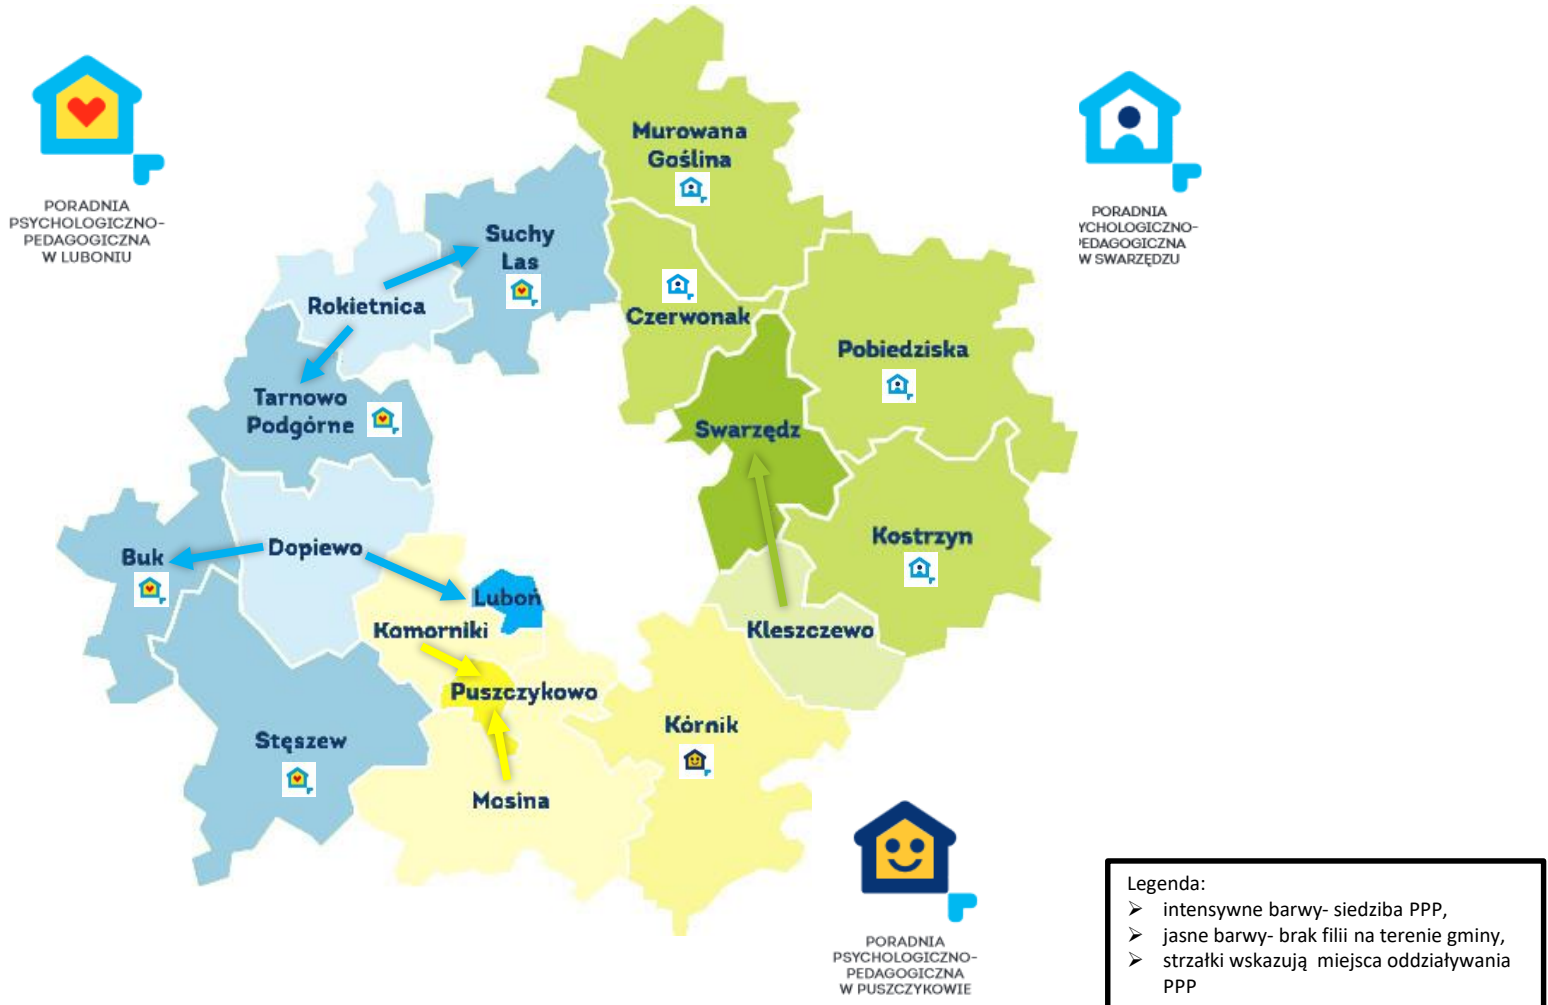 PORADNIA
PSYCHOLOGICZNO-
PEDAGOGICZNA
W LUBONIU
PORADNIA
YCHOLOGICZNO-
EDAGOGICZNA
W SWARZĘDZU
Murowana
Goślina
Suchy
Las
Rokietnica
Czerwonak
Pobiedziska
Tarnowo
Podgórne
Swarzędz
Kostrzyn
Buk
Dopiewo
Luboń
Komorniki
Kleszczewo
Puszczykowo
Kórnik
Stęszew
Mosina
PORADNIA
PSYCHOLOGICZNO-
PEDAGOGICZNA
W PUSZCZYKOWIE
Legenda:
➢ intensywne barwy- siedziba PPP,
➢ jasne barwy- brak filii na terenie gminy,
➢ strzałki wskazują miejsca oddziaływania
PPP